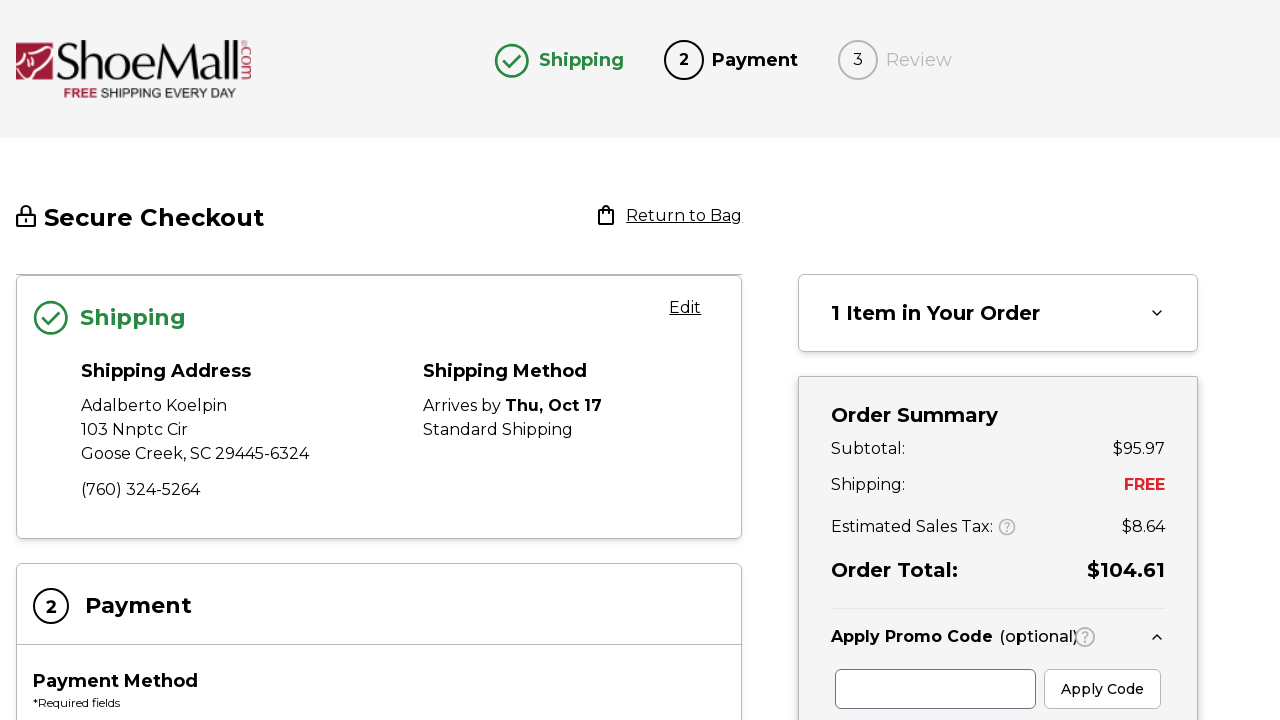 ShoeMall.com
FREE SHIPPING EVERY DAY
Shipping
2 Payment
3 Review
Secure Checkout
Return to Bag
Shipping
Edit
Shipping Address
Adalberto Koelpin
103 Nnptc Cir
Goose Creek, SC 29445-6324
(760) 324-5264
Shipping Method
Arrives by Thu, Oct 17
Standard Shipping
2 Payment
Payment Method
*Required fields
1 Item in Your Order
Order Summary
Subtotal: $95.97
Shipping: FREE
Estimated Sales Tax: ? $8.64
Order Total: $104.61
Apply Promo Code (optional) ?
Apply Code